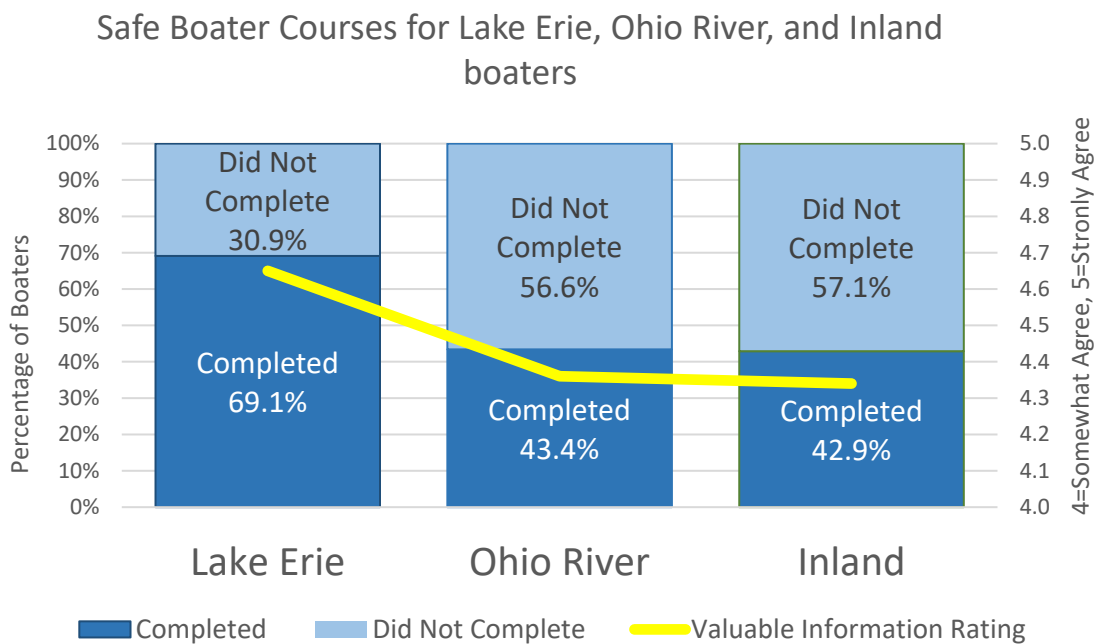 Safe Boater Courses for Lake Erie, Ohio River, and Inland
boaters
Percentage of Boaters
100%
90%
80%
70%
60%
50%
40%
30%
20%
10%
0%
Did Not
Complete
30.9%
Completed
69.1%
Did Not
Complete
56.6%
Completed
43.4%
Did Not
Complete
57.1%
Completed
42.9%
5.0
4.9
4.8
4.7
4.6
4.5
4.4
4.3
4.2
4.1
4.0
4=Somewhat Agree, 5=Stronly Agree
Lake Erie
Ohio River
Inland
Completed
Did Not Complete
Valuable Information Rating